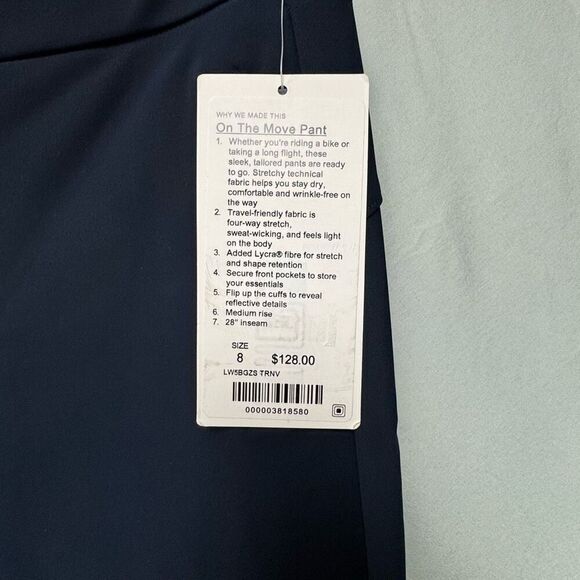 WHY WE MADE THIS
On The Move Pant
1. Whether you're riding a bike or
taking a long flight, these
sleek, tailored pants are ready
to go. Stretchy technical
fabric helps you stay dry,
comfortable and wrinkle-free on
the way
2. Travel-friendly fabric is
four-way stretch,
sweat-wicking, and feels light
on the body
3. Added Lycra® fibre for stretch
and shape retention
4. Secure front pockets to store
your essentials
5. Flip up the cuffs to reveal
reflective details
6. Medium rise
7. 28" inseam
SIZE
8 $128.00
LW5BGZS TRNV
000003818580